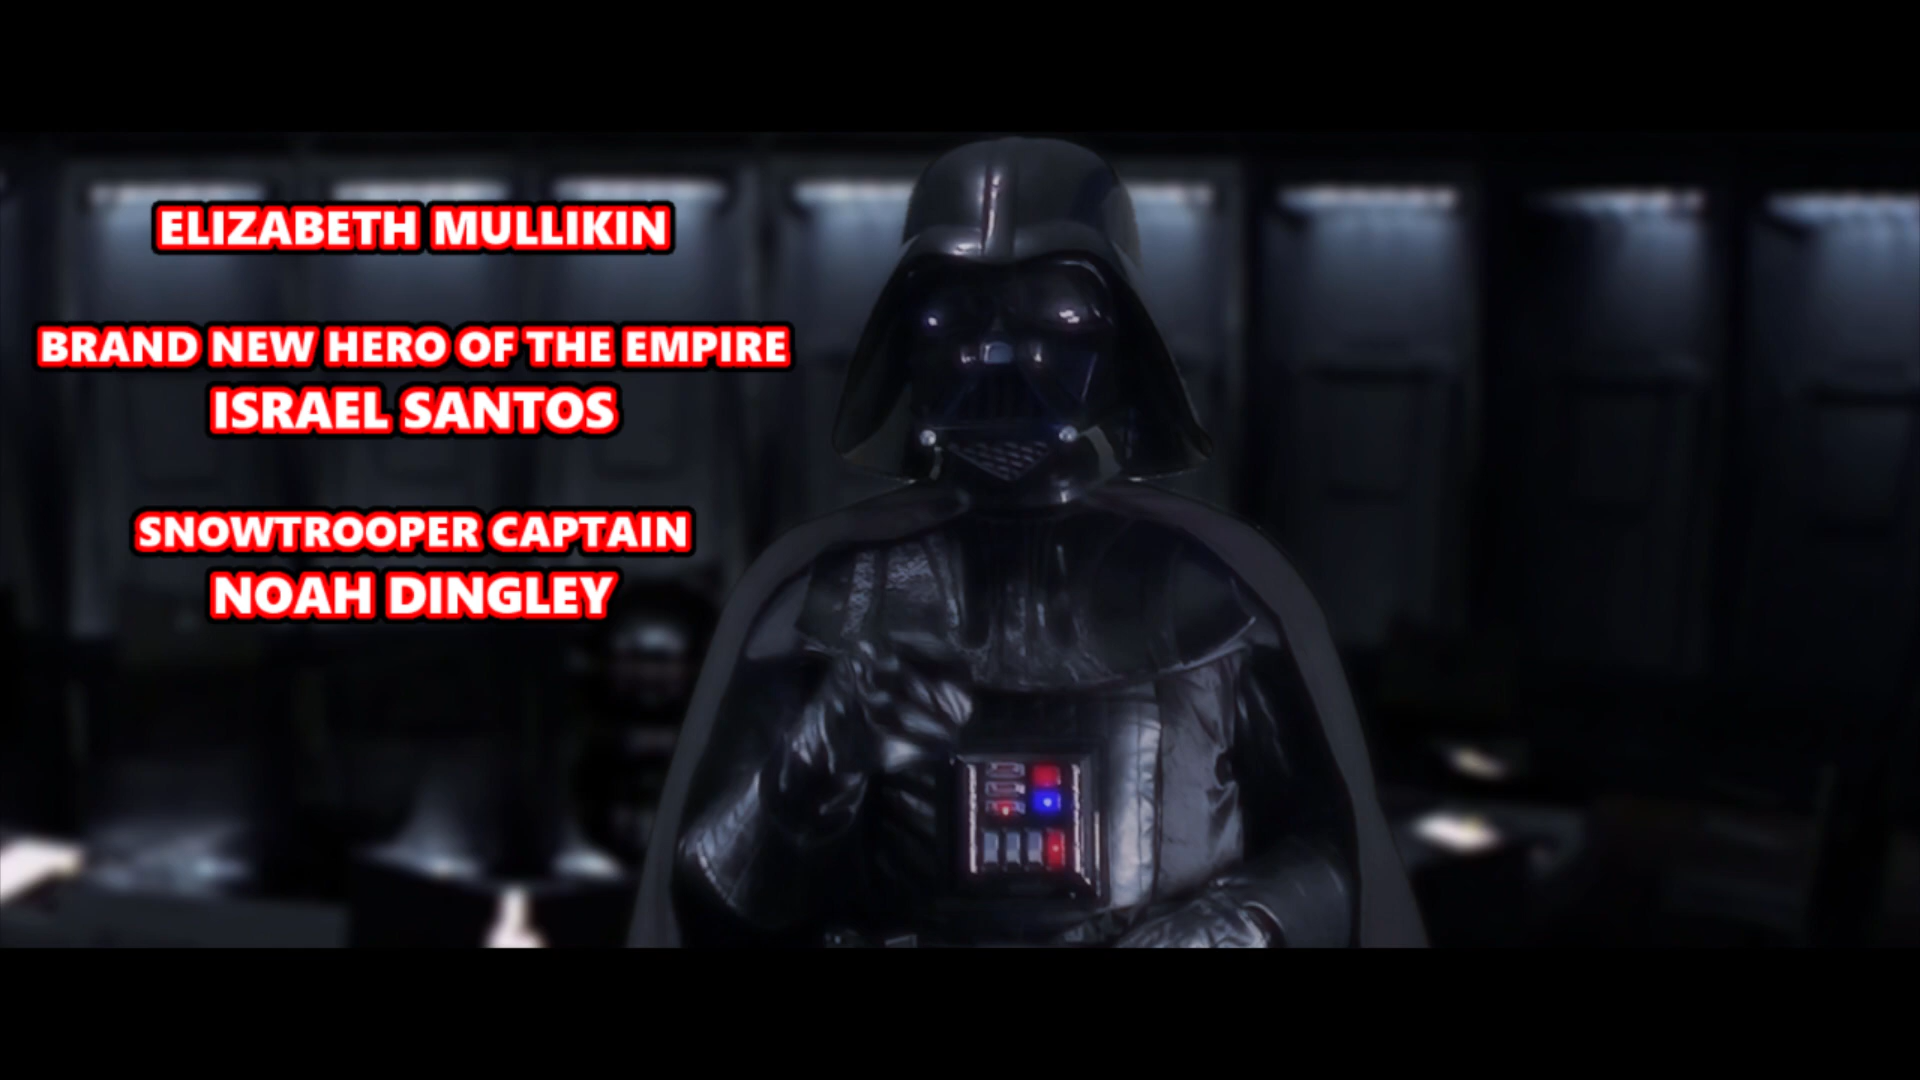 ELIZABETH MULLIKIN
BRAND NEW HERO OF THE EMPIRE
ISRAEL SANTOS
SNOWTROOPER CAPTAIN
NOAH DINGLEY